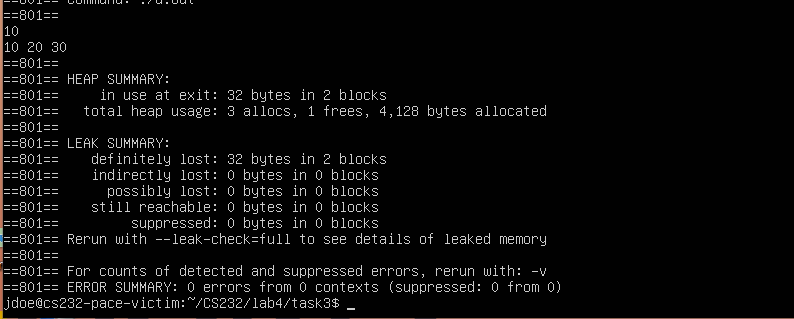 ==801== Command: ./a.out
==801==
10
10 20 30
==801==
==801== HEAP SUMMARY:
==801==     in use at exit: 32 bytes in 2 blocks
==801==   total heap usage: 3 allocs, 1 frees, 4,128 bytes allocated
==801==
==801== LEAK SUMMARY:
==801==    definitely lost: 32 bytes in 2 blocks
==801==    indirectly lost: 0 bytes in 0 blocks
==801==      possibly lost: 0 bytes in 0 blocks
==801==    still reachable: 0 bytes in 0 blocks
==801==         suppressed: 0 bytes in 0 blocks
==801== Rerun with --leak-check=full to see details of leaked memory
==801==
==801== For counts of detected and suppressed errors, rerun with: -v
==801== ERROR SUMMARY: 0 errors from 0 contexts (suppressed: 0 from 0)
jdoe@cs232-pace-victim:~/CS232/lab4/task3$ _